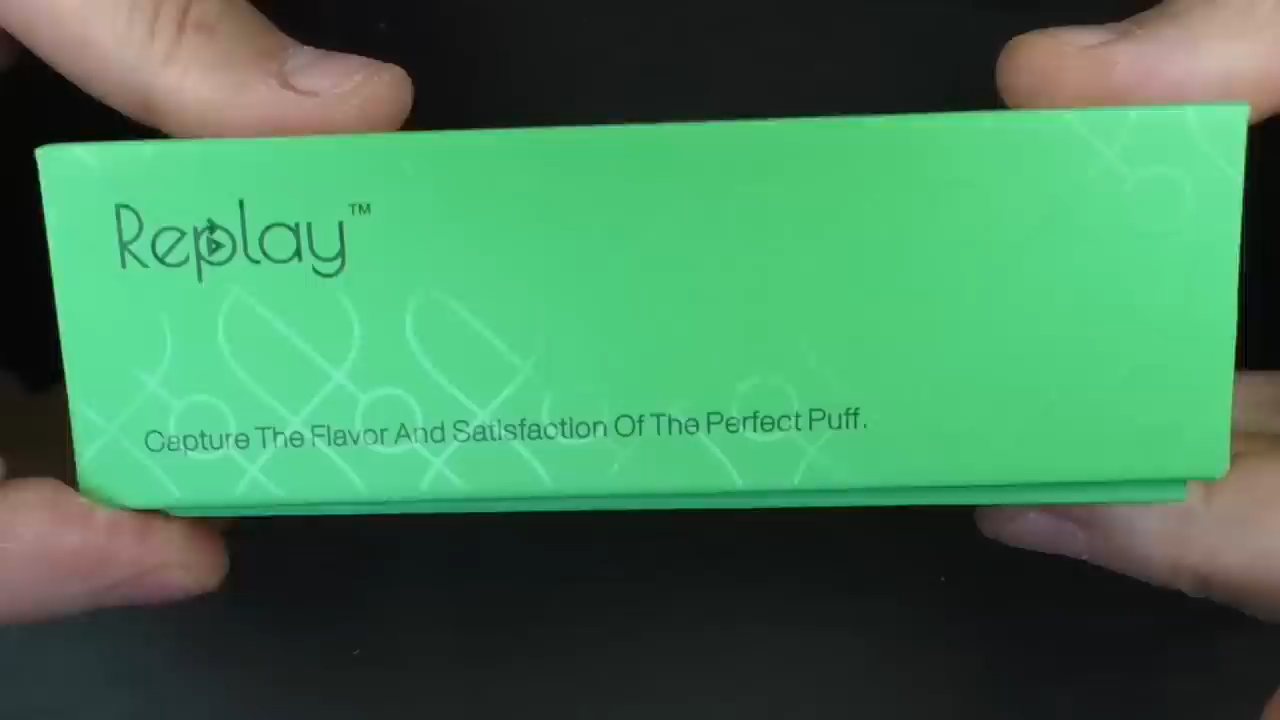 Replay™
Capture The Flavor And Satisfaction Of The Perfect Puff.